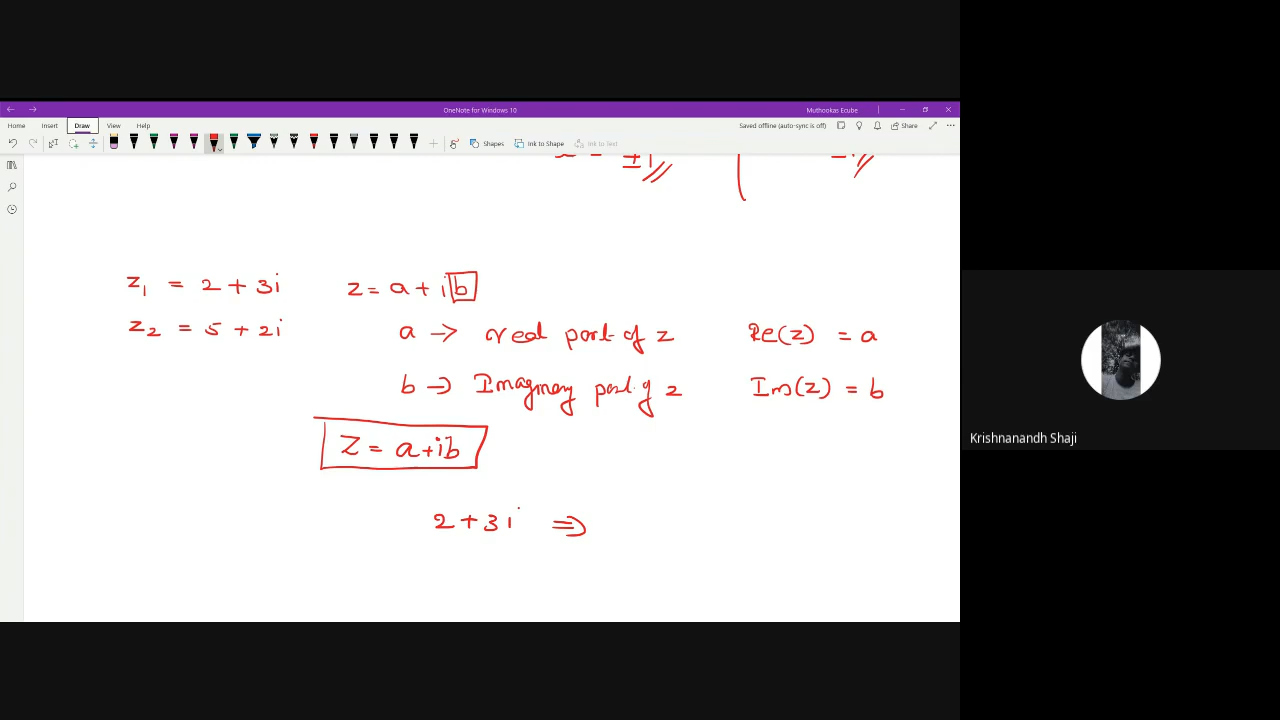 OneNote for Windows 10
Muthookas Ecube
Home Insert Draw View Help
Saved offline (auto-sync is off) Share
Shapes Ink to Shape Ink to Text
± 1
z₁ = 2 + 3i z = a + ib
z₂ = 5 + 2i a → real part of z Re(z) = a
b → Imaginary part of z Im(z) = b
Z = a+ib
2 + 3i ⇒
Krishnanandh Shaji